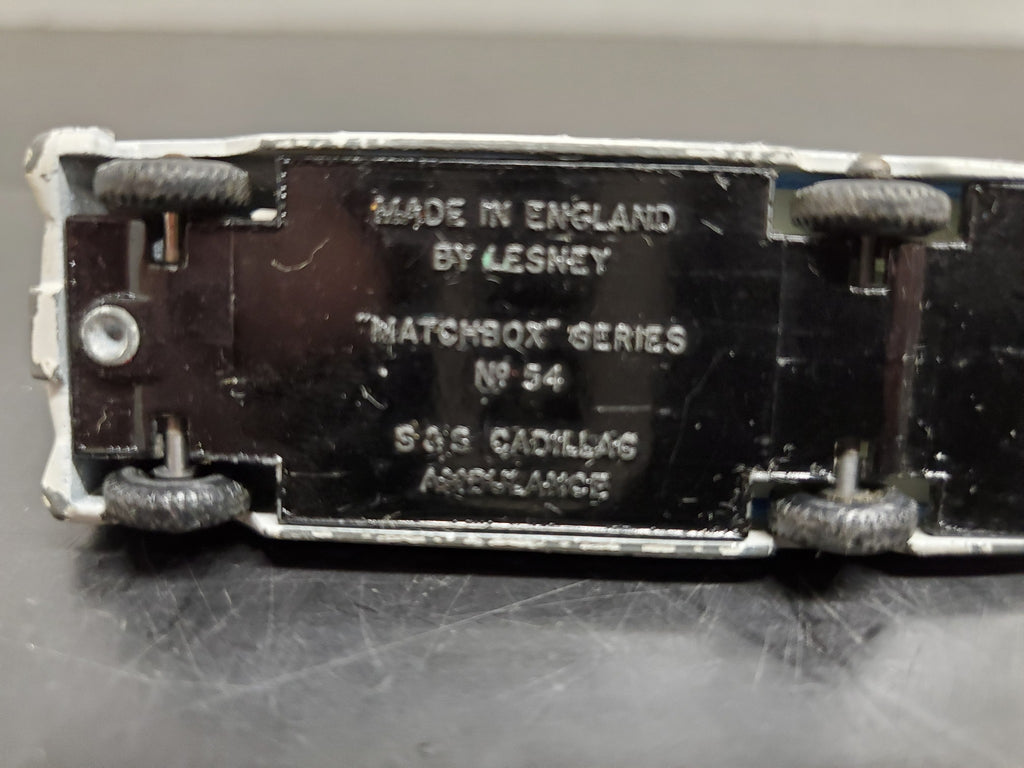 MADE IN ENGLAND
BY LESNEY
"MATCHBOX" SERIES
Nº 54
S&S CADILLAC
AMBULANCE